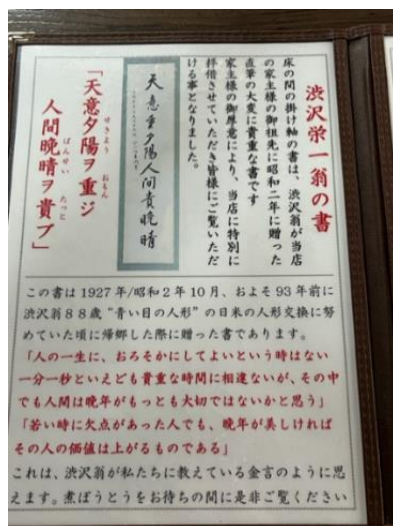 渋沢栄一翁の書
床の間の掛け軸の書は、渋沢翁が当店
の家主様の御祖先に昭和二年に贈った
直筆の大変に貴重な書です
家主様の御厚意により、当店に特別に
拝借させていただき皆様にご覧いただ
ける事となりました。
天意重夕陽人間貴晩晴
「天意夕陽ヲ重ジ
せきよう
おもん
人間晩晴ヲ貴ブ」
ばんせい
たっと
この書は1927年/昭和2年10月、およそ93年前に
渋沢翁88歳“青い目の人形”の日米の人形交換に努
めていた頃に帰郷した際に贈った書であります。
「人の一生に、おろそかにしてよいという時はない
一分一秒といえども貴重な時間に相違ないが、その中
でも人間は晩年がもっとも大切ではないかと思う」
「若い時に欠点があった人でも、晩年が美しければ
その人の価値は上がるものである」
これは、渋沢翁が私たちに教えている金言のように思
えます。煮ぼうとうをお待ちの間に是非ご覧ください